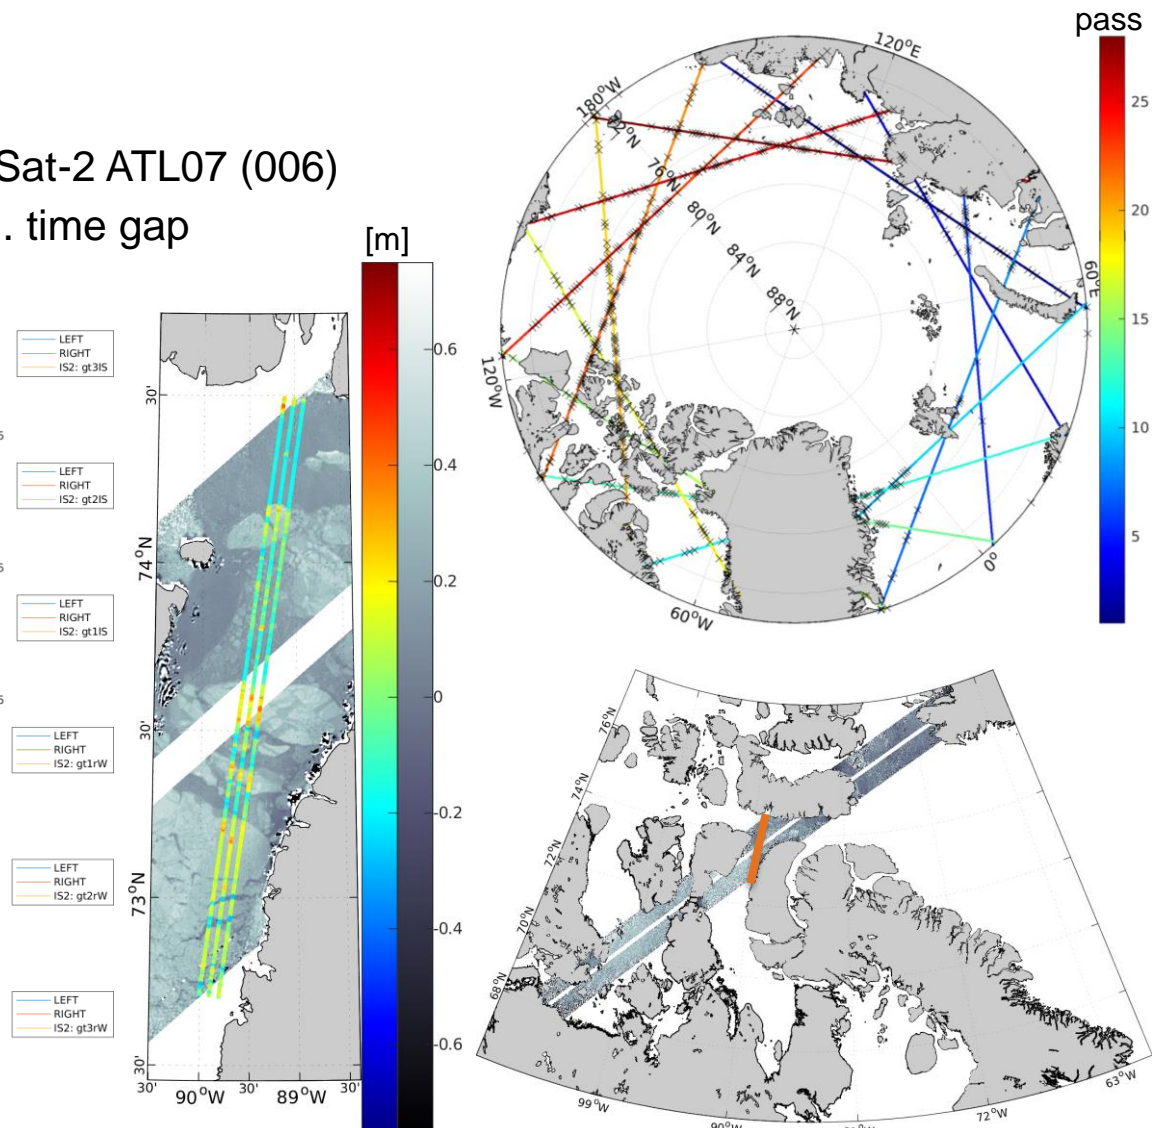 Sat-2 ATL07 (006)
. time gap
[m]
0.6
0.4
0.2
0
-0.2
-0.4
-0.6
LEFT
RIGHT
IS2: gt3lS
LEFT
RIGHT
IS2: gt2lS
LEFT
RIGHT
IS2: gt1lS
LEFT
RIGHT
IS2: gt1rW
LEFT
RIGHT
IS2: gt2rW
LEFT
RIGHT
IS2: gt3rW
30'
74°N
30'
73°N
30'
30'
90°W
30'
89°W
30'
pass
25
20
15
10
5
120°E
180°W
72°N
76°N
80°N
84°N
88°N
60°E
120°W
60°W
0°
76°N
74°N
72°N
70°N
68°N
99°W
90°W
72°W
63°W